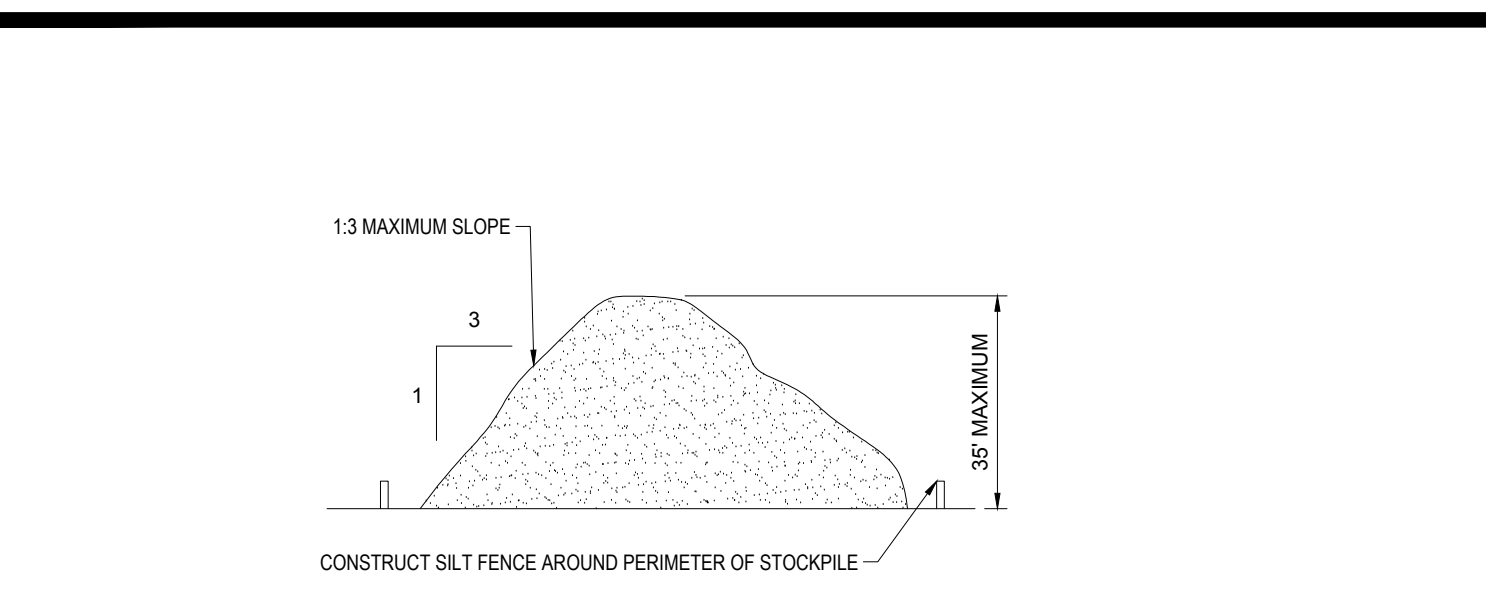 1:3 MAXIMUM SLOPE
3
1
35' MAXIMUM
CONSTRUCT SILT FENCE AROUND PERIMETER OF STOCKPILE